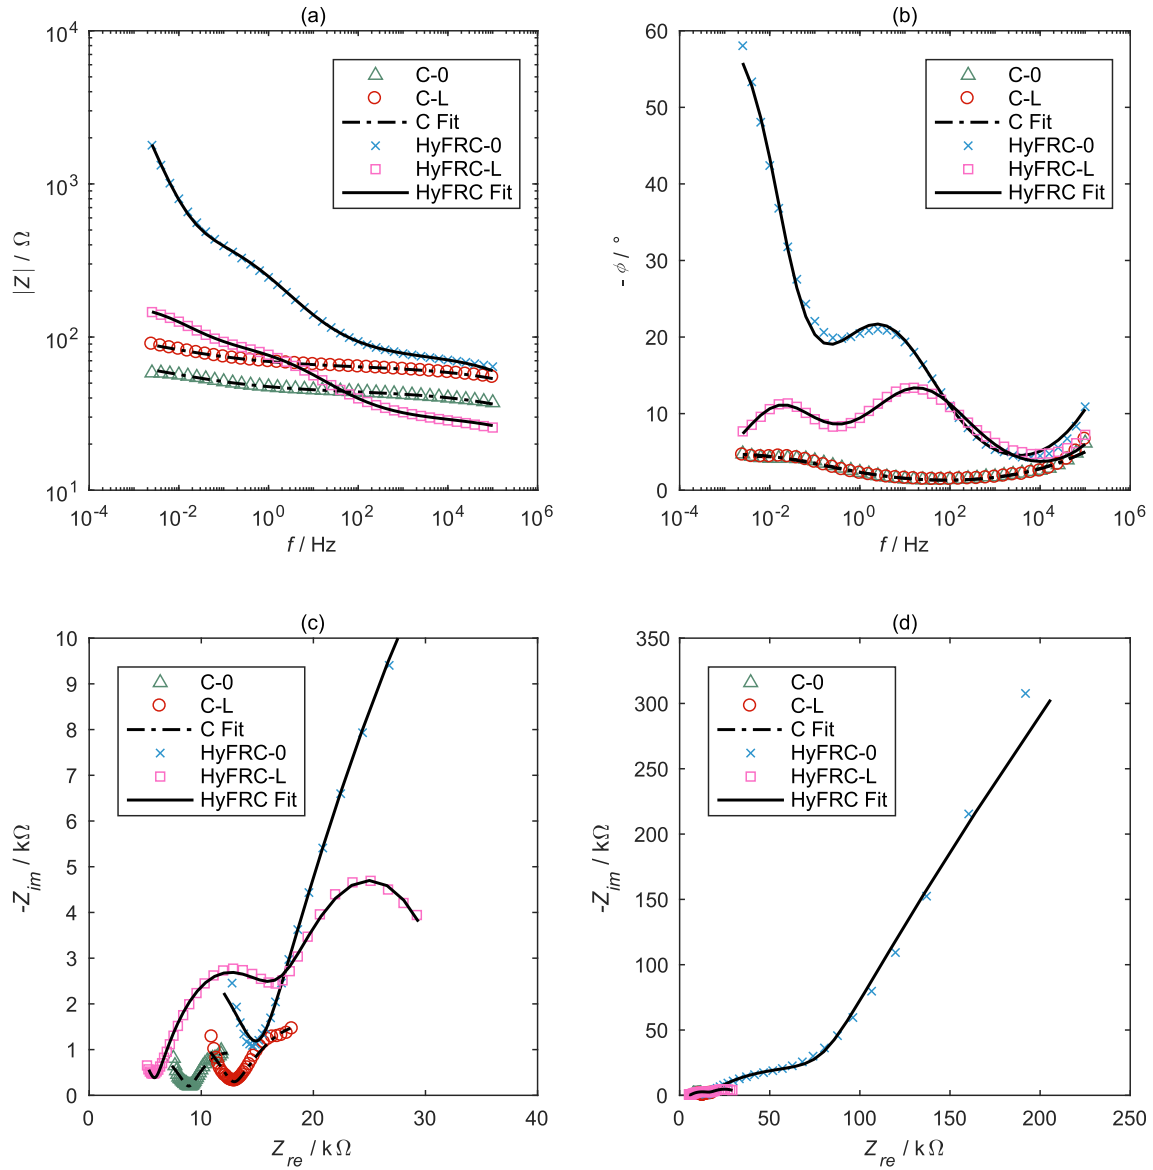 (a)
10^4
10^3
10^2
10^1
|Z| / Ω
C-0
C-L
C Fit
HyFRC-0
HyFRC-L
HyFRC Fit
10^-4 10^-2 10^0 10^2 10^4 10^6
f / Hz
(b)
60
50
40
30
20
10
0
- ϕ / °
C-0
C-L
C Fit
HyFRC-0
HyFRC-L
HyFRC Fit
10^-4 10^-2 10^0 10^2 10^4 10^6
f / Hz
(c)
10
9
8
7
6
5
4
3
2
1
0
-Z_im / kΩ
C-0
C-L
C Fit
HyFRC-0
HyFRC-L
HyFRC Fit
0 10 20 30 40
Z_re / k Ω
(d)
350
300
250
200
150
100
50
0
-Z_im / kΩ
C-0
C-L
C Fit
HyFRC-0
HyFRC-L
HyFRC Fit
0 50 100 150 200 250
Z_re / k Ω